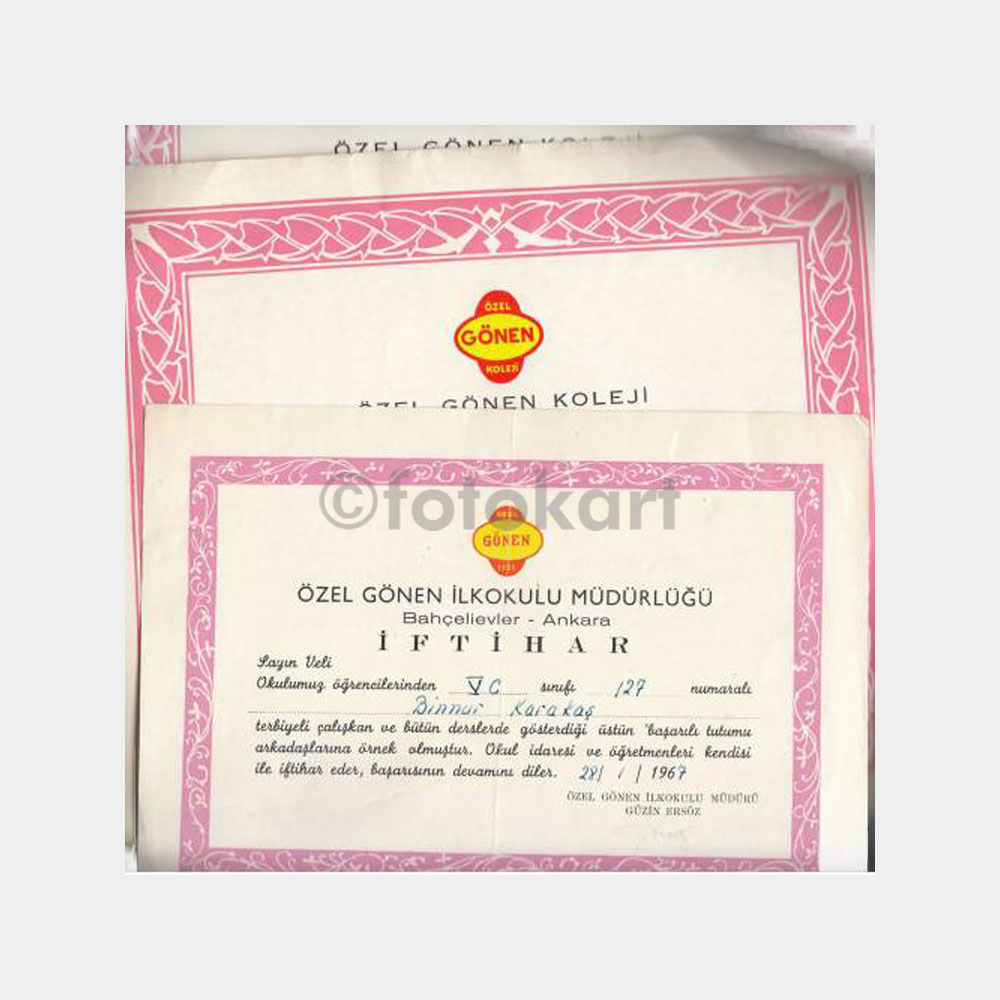 ÖZEL GÖNEN KOLEJİ
ÖZEL
GÖNEN
KOLEJİ
ÖZEL GÖNEN KOLEJİ
©fotokart
ÖZEL
GÖNEN
ÖZEL GÖNEN İLKOKULU MÜDÜRLÜĞÜ
Bahçelievler - Ankara
İFTİHAR
Sayın Veli
Okulumuz öğrencilerinden V C sınıfı 127 numaralı
Binnur Karakaş
terbiyeli çalışkan ve bütün derslerde gösterdiği üstün 'başarılı tutumu
arkadaşlarına örnek olmuştur. Okul idaresi ve öğretmenleri kendisi
ile iftihar eder, başarısının devamını diler. 28/ 1 / 1967
ÖZEL GÖNEN İLKOKULU MÜDÜRÜ
GÜZİN ERSÖZ